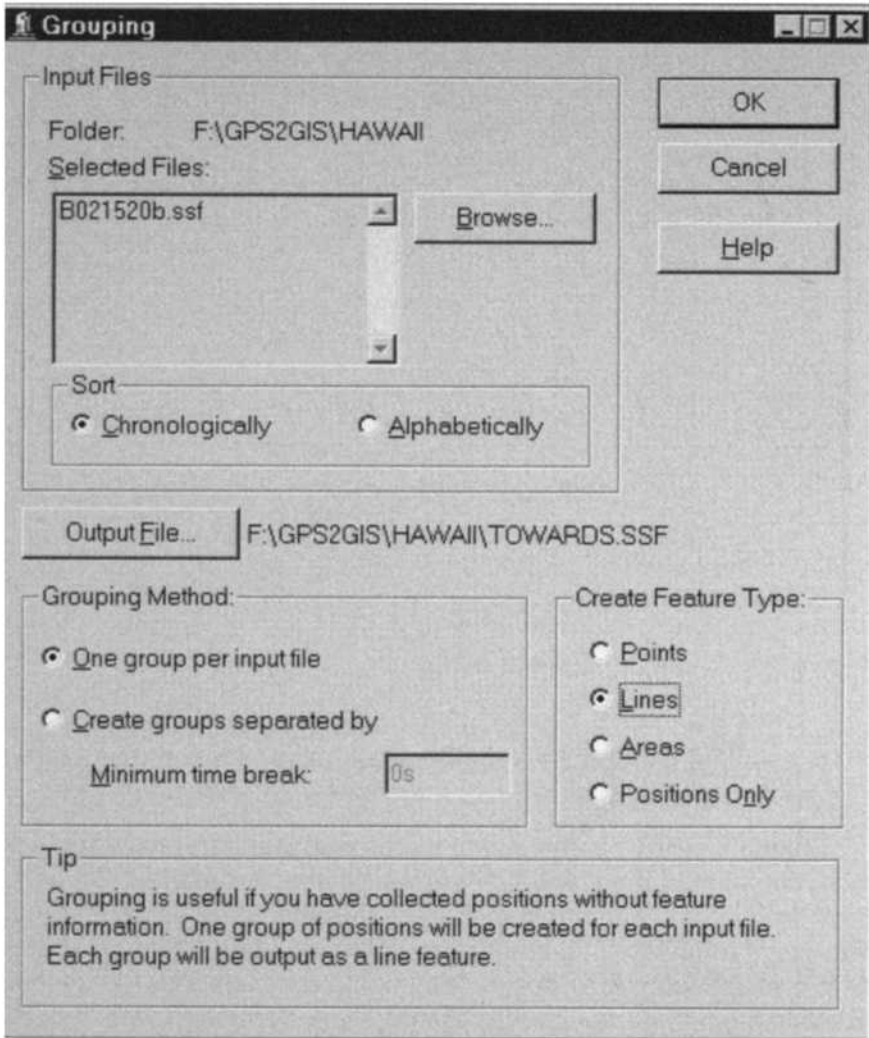 Grouping
Input Files
Folder: F:\GPS2GIS\HAWAII
Selected Files:
B021520b.ssf
Browse...
Sort
Chronologically
Alphabetically
OK
Cancel
Help
Output File...
F:\GPS2GIS\HAWAII\TOWARDS.SSF
Grouping Method:
One group per input file
Create groups separated by
Minimum time break: 0s
Create Feature Type:
Points
Lines
Areas
Positions Only
Tip
Grouping is useful if you have collected positions without feature
information. One group of positions will be created for each input file.
Each group will be output as a line feature.